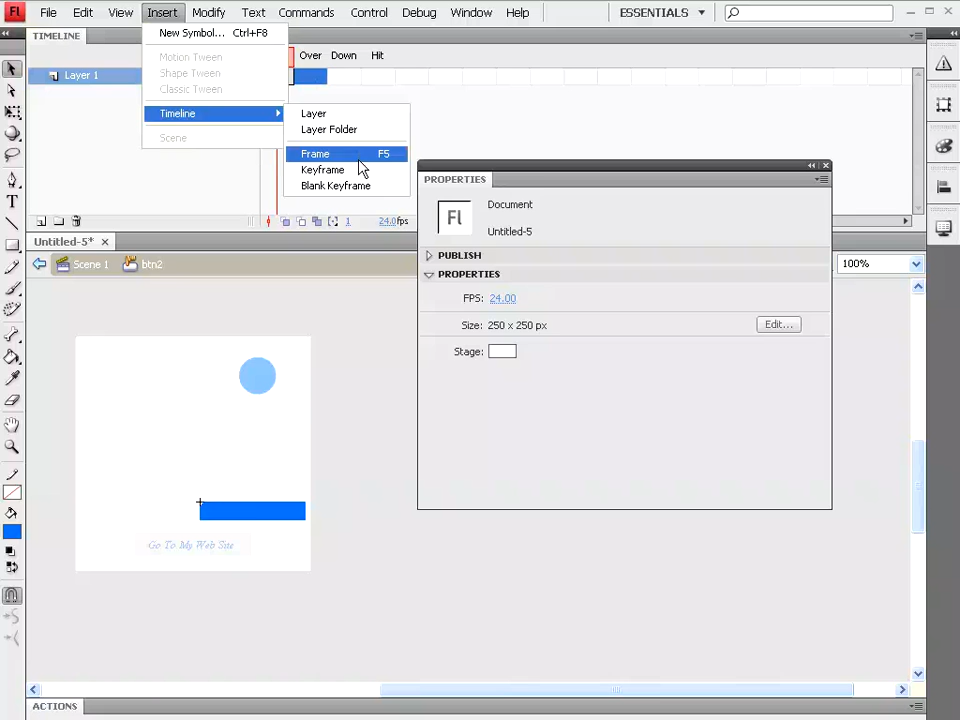 Fl File Edit View Insert Modify Text Commands Control Debug Window Help ESSENTIALS
TIMELINE
New Symbol... Ctrl+F8
Over Down Hit
Motion Tween
Layer 1
Shape Tween
Classic Tween
Timeline
Layer
Layer Folder
Scene
Frame F5
Keyframe
Blank Keyframe
PROPERTIES
Fl
Document
Untitled-5
1 24.0fps
Untitled-5*
PUBLISH
Scene 1 btn2
100%
PROPERTIES
FPS: 24.00
Size: 250 x 250 px Edit...
Stage:
Go To My Web Site
ACTIONS
T